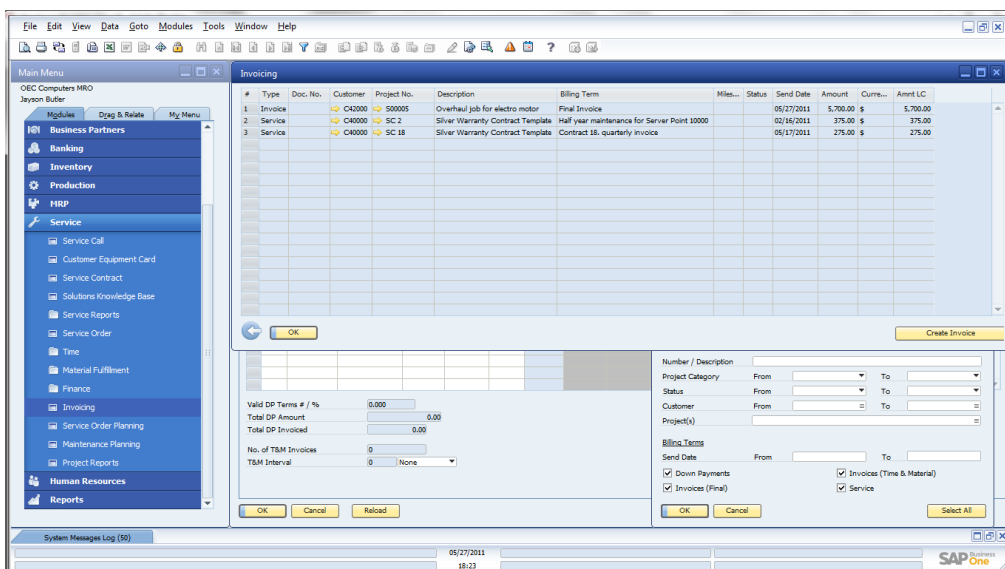 File Edit View Data Goto Modules Tools Window Help
Main Menu
OEC Computers MRO
Jayson Butler
Modules Drag & Relate My Menu
Business Partners
Banking
Inventory
Production
MRP
Service
Service Call
Customer Equipment Card
Service Contract
Solutions Knowledge Base
Service Reports
Service Order
Time
Material Fulfilment
Finance
Invoicing
Service Order Planning
Maintenance Planning
Project Reports
Human Resources
Reports
Invoicing
# Type Doc. No. Customer Project No. Description Billing Term Miles... Status Send Date Amount Curre... Amnt LC
1 Invoice C42000 S00005 Overhaul job for electro motor Final Invoice 05/27/2011 5,700.00 $ 5,700.00
2 Service C40000 SC 2 Silver Warranty Contract Template Half year maintenance for Server Point 10000 02/16/2011 375.00 $ 375.00
3 Service C40000 SC 18 Silver Warranty Contract Template Contract 18. quarterly invoice 05/17/2011 275.00 $ 275.00
OK Create Invoice
Valid DP Terms # / % 0.000
Total DP Amount 0.00
Total DP Invoiced 0.00
No. of T&M Invoices 0
T&M Interval 0 None
OK Cancel Reload
Number / Description
Project Category From To
Status From To
Customer From To
Project(s)
Billing Terms
Send Date From To
Down Payments Invoices (Time & Material)
Invoices (Final) Service
OK Cancel Select All
System Messages Log (50)
05/27/2011
18:23
SAP Business One